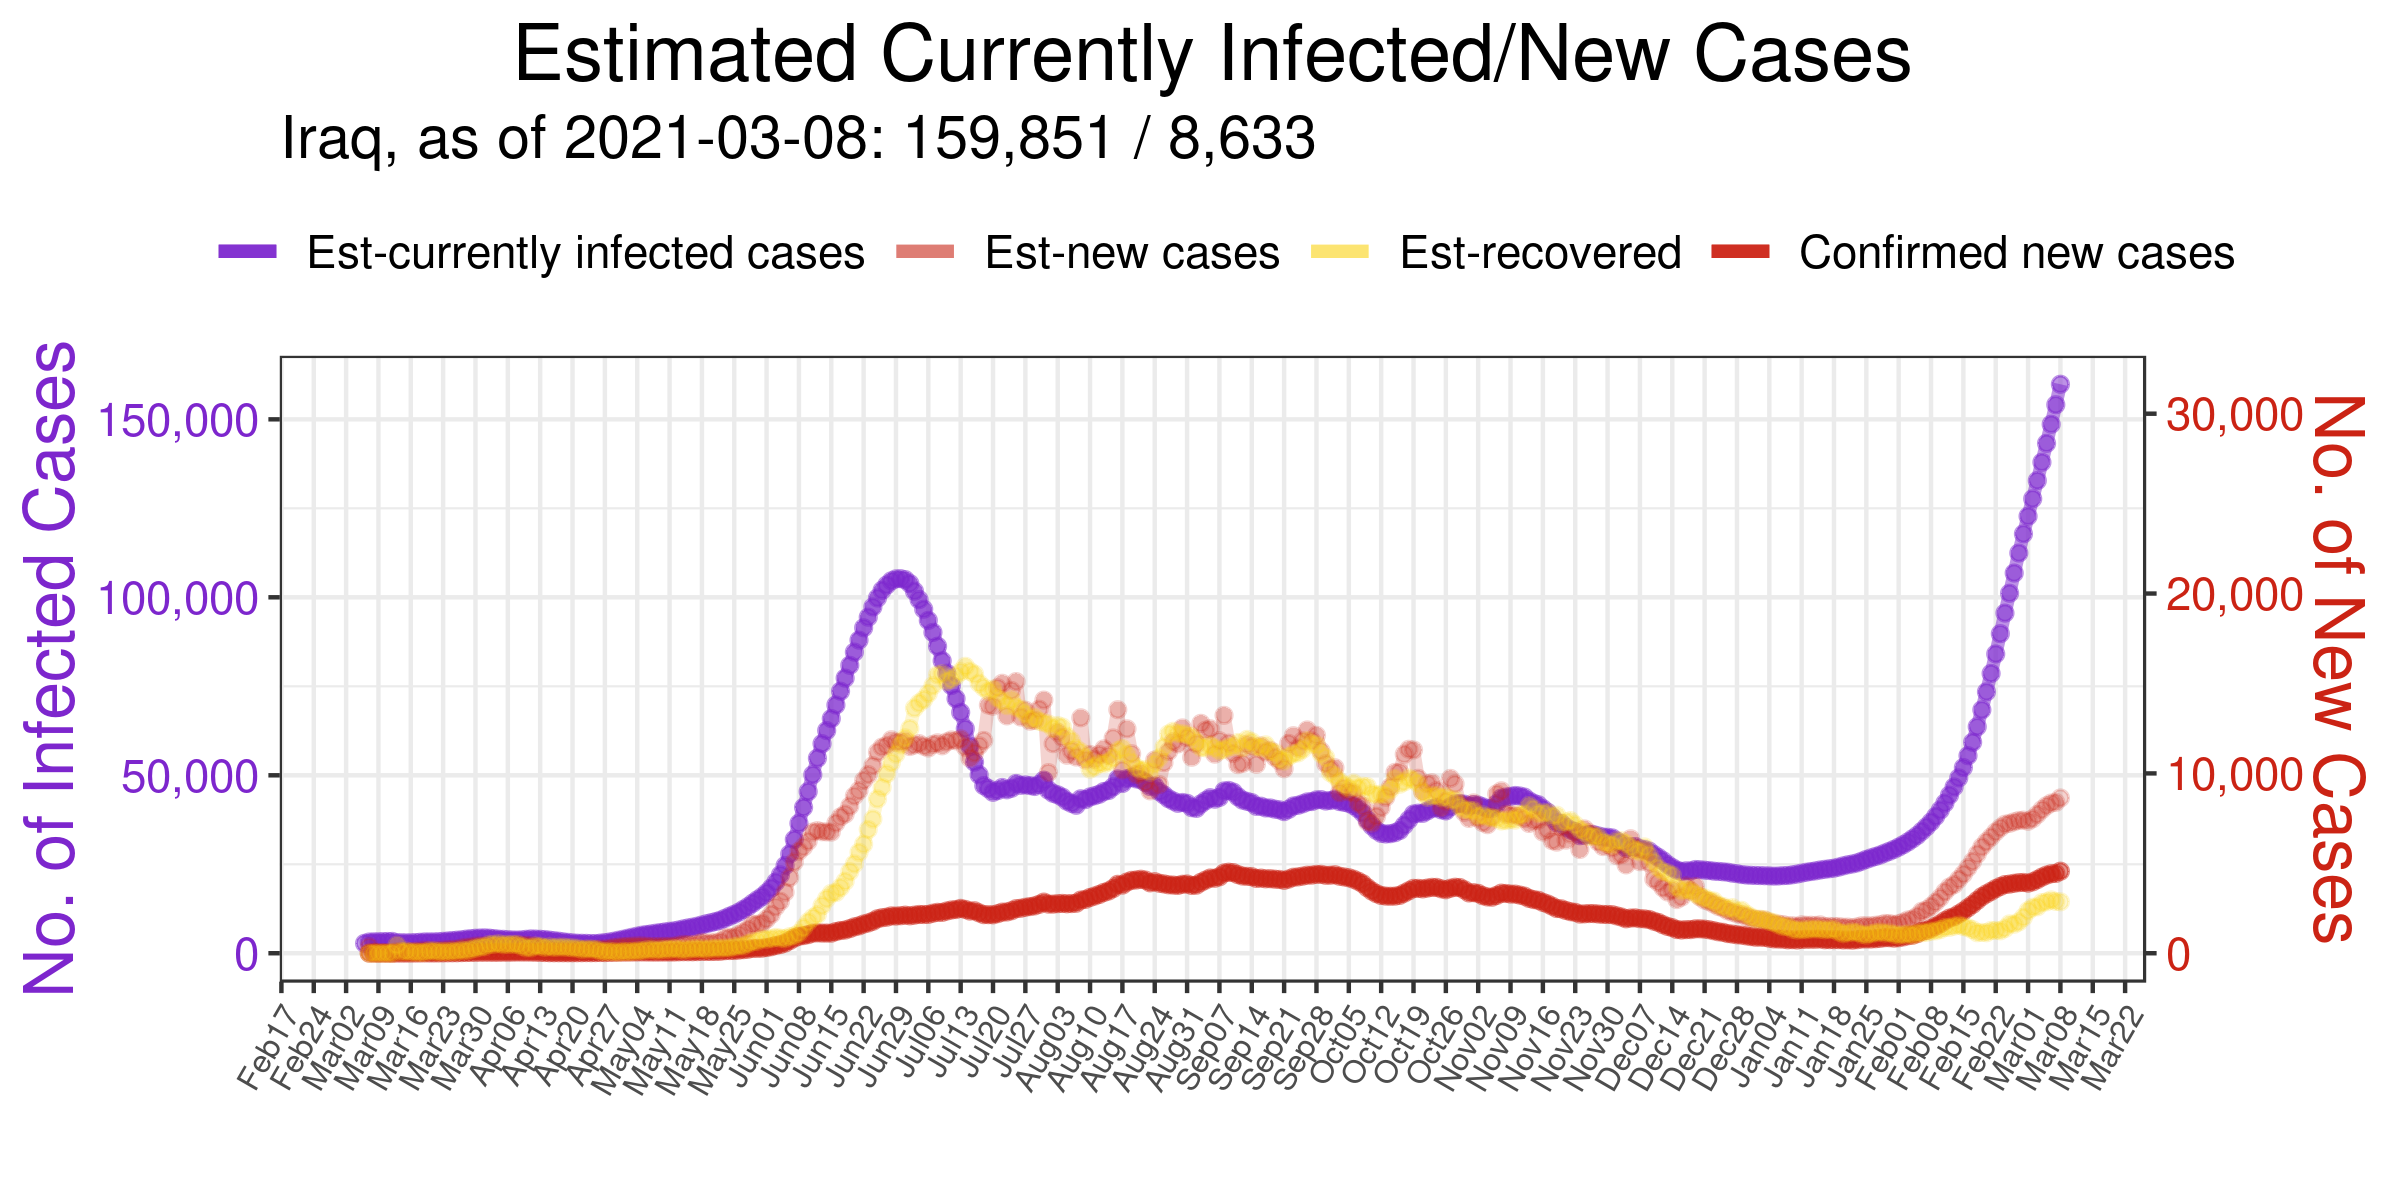 Estimated Currently Infected/New Cases
Iraq, as of 2021-03-08: 159,851 / 8,633
Est-currently infected cases Est-new cases Est-recovered Confirmed new cases
No. of Infected Cases
150,000
100,000
50,000
0
30,000
20,000
10,000
0
No. of New Cases
Feb17 Feb24 Mar02 Mar09 Mar16 Mar23 Mar30 Apr06 Apr13 Apr20 Apr27 May04 May11 May18 May25 Jun01 Jun08 Jun15 Jun22 Jun29 Jul06 Jul13 Jul20 Jul27 Aug03 Aug10 Aug17 Aug24 Aug31 Sep07 Sep14 Sep21 Sep28 Oct05 Oct12 Oct19 Oct26 Nov02 Nov09 Nov16 Nov23 Nov30 Dec07 Dec14 Dec21 Dec28 Jan04 Jan11 Jan18 Jan25 Feb01 Feb08 Feb15 Feb22 Mar01 Mar08 Mar15 Mar22